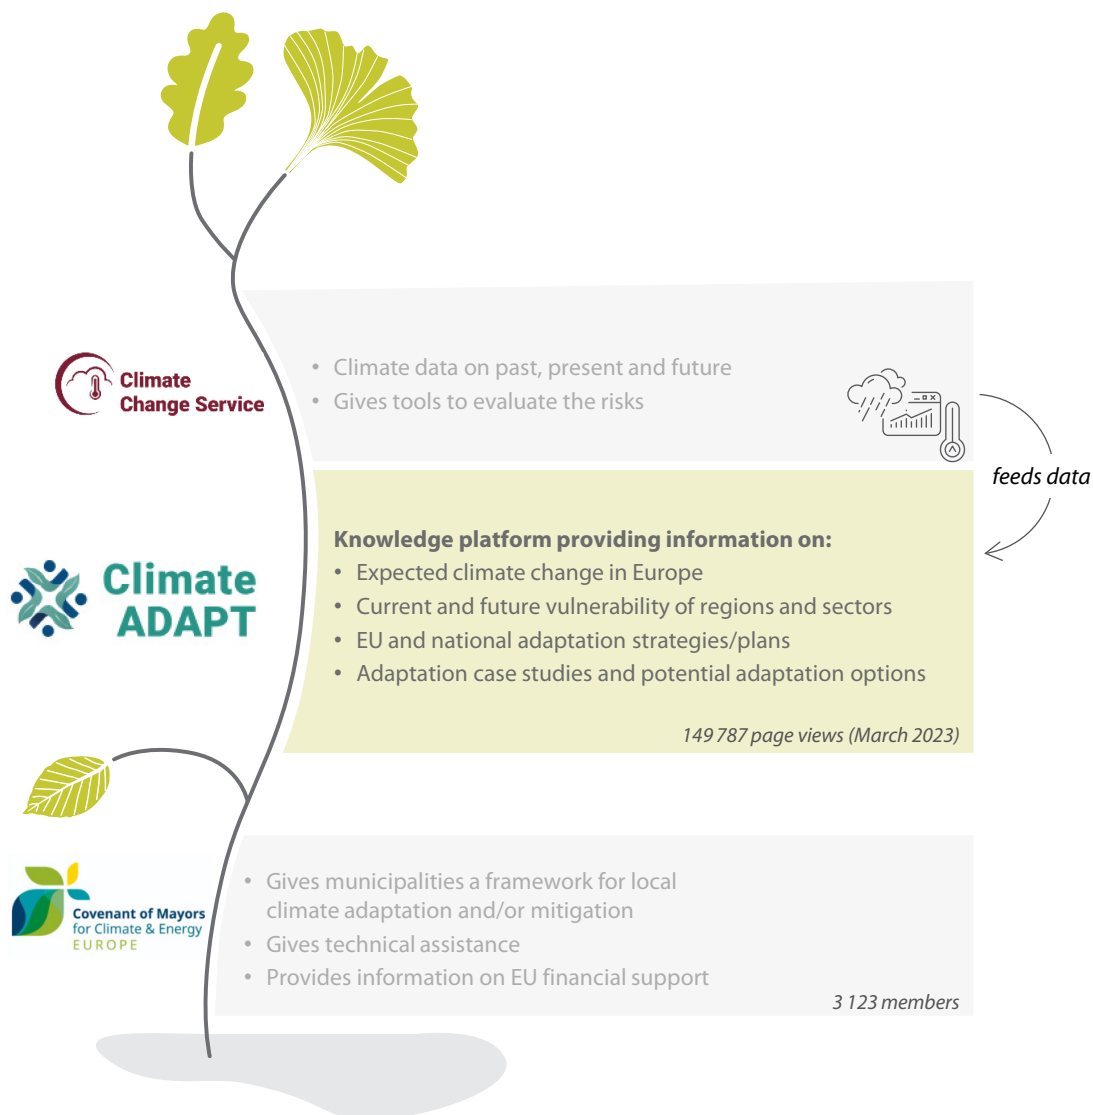 Climate
Change Service
• Climate data on past, present and future
• Gives tools to evaluate the risks
feeds data
Climate
ADAPT
Knowledge platform providing information on:
• Expected climate change in Europe
• Current and future vulnerability of regions and sectors
• EU and national adaptation strategies/plans
• Adaptation case studies and potential adaptation options
149 787 page views (March 2023)
Covenant of Mayors
for Climate & Energy
EUROPE
• Gives municipalities a framework for local
climate adaptation and/or mitigation
• Gives technical assistance
• Provides information on EU financial support
3 123 members